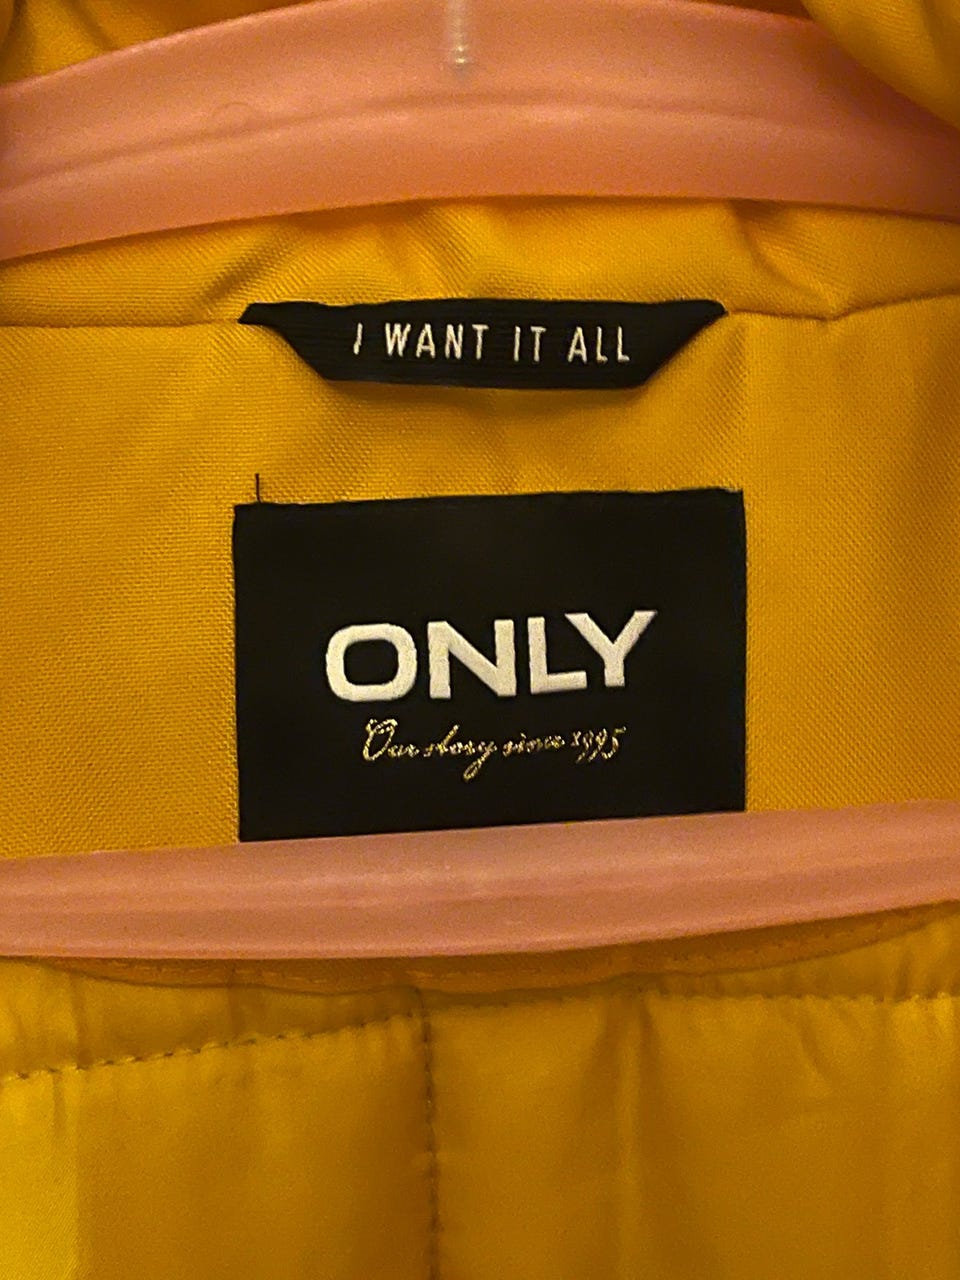 I WANT IT ALL
ONLY
Our story since 1995